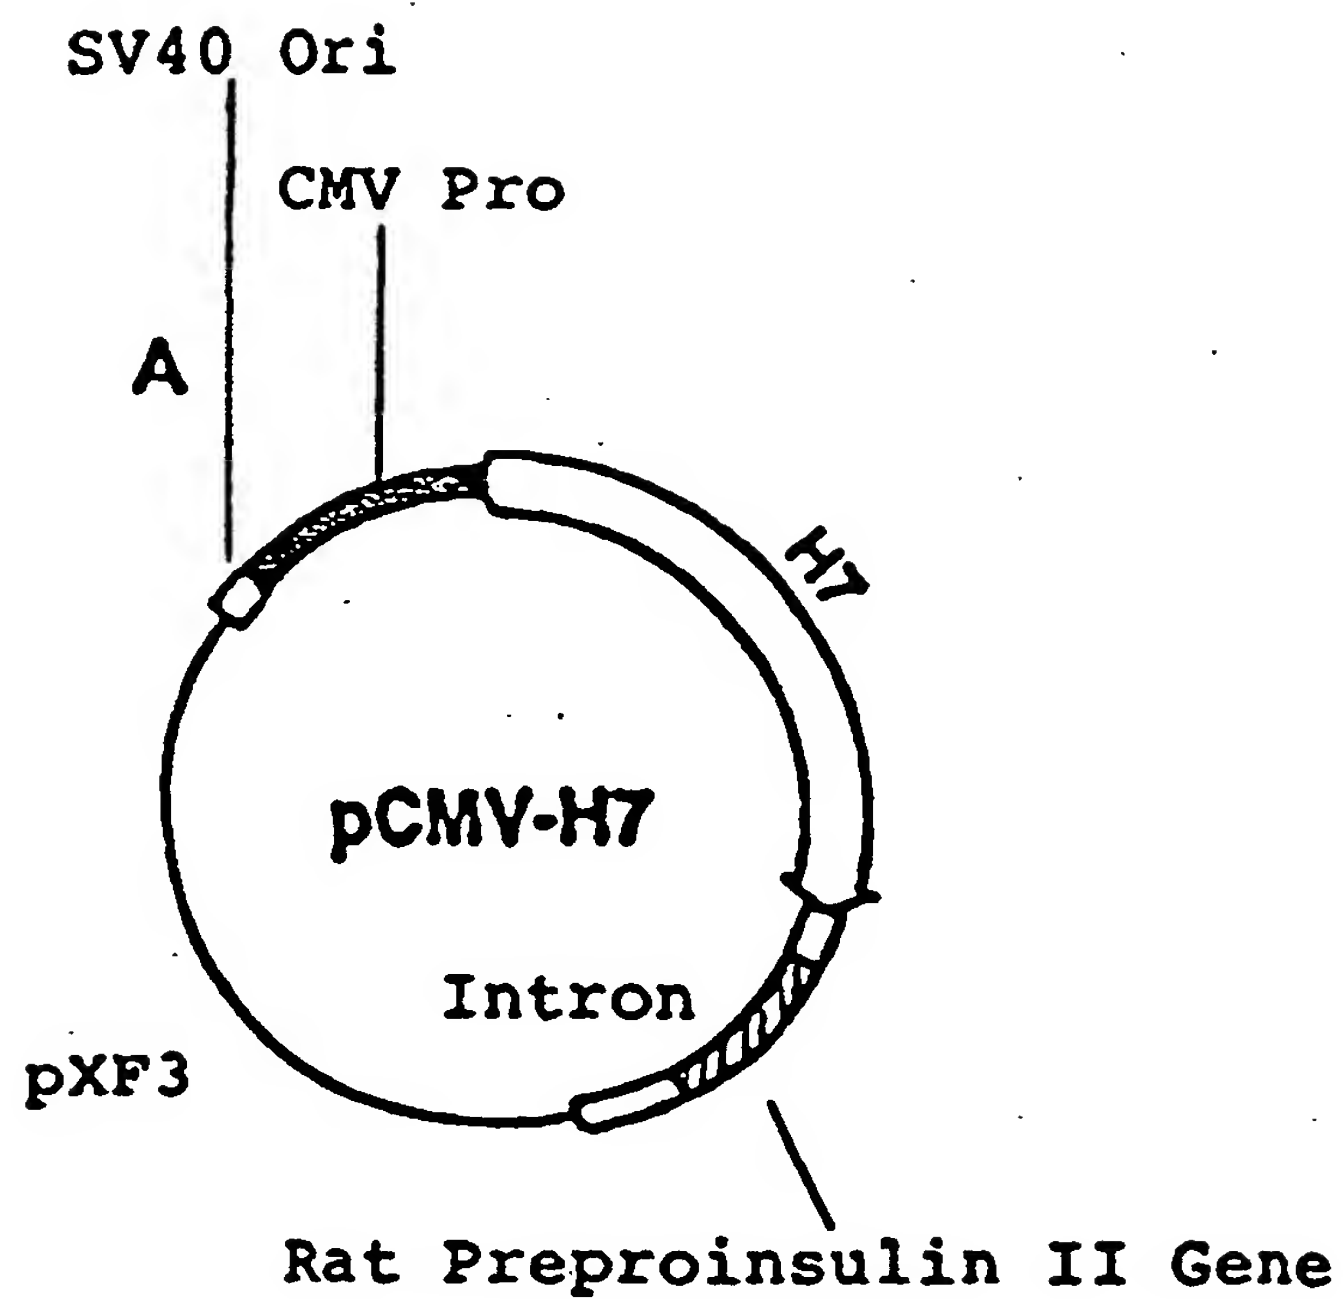 SV40 Ori
CMV Pro
A
H7
pCMV-H7
Intron
pXF3
Rat Preproinsulin II Gene